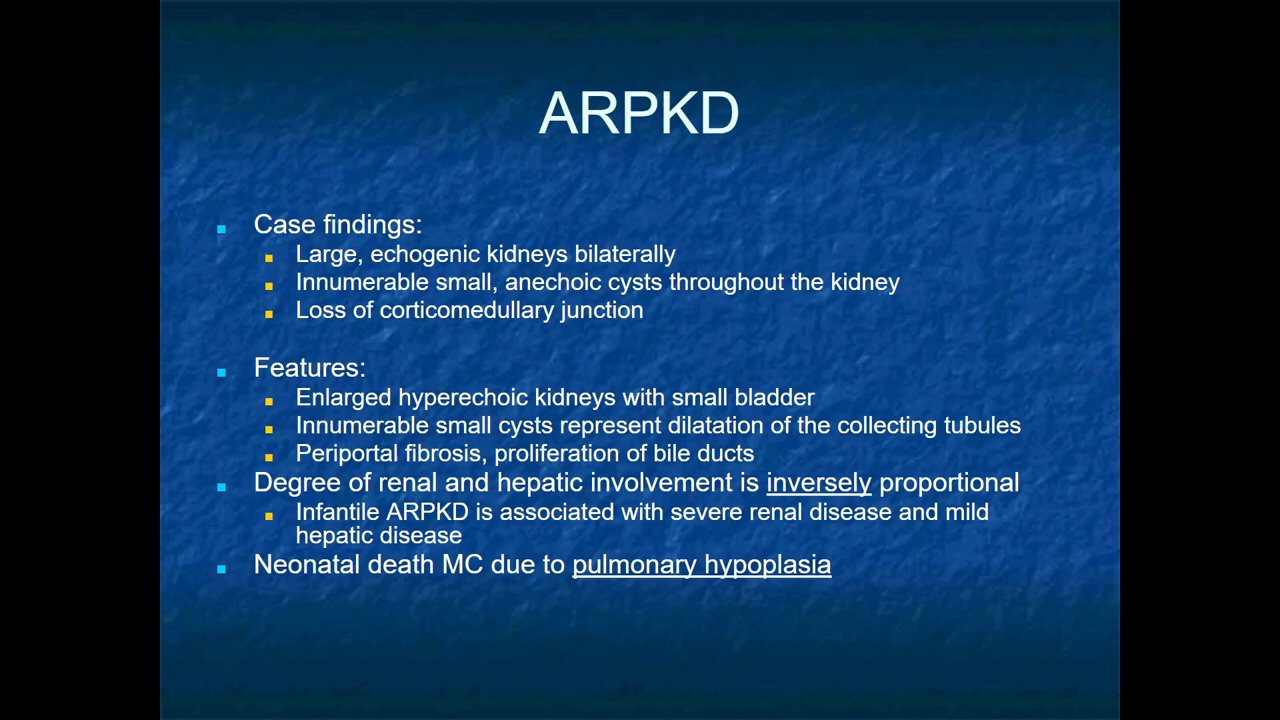 ARPKD
Case findings:
Large, echogenic kidneys bilaterally
Innumerable small, anechoic cysts throughout the kidney
Loss of corticomedullary junction
Features:
Enlarged hyperechoic kidneys with small bladder
Innumerable small cysts represent dilatation of the collecting tubules
Periportal fibrosis, proliferation of bile ducts
Degree of renal and hepatic involvement is inversely proportional
Infantile ARPKD is associated with severe renal disease and mild
hepatic disease
Neonatal death MC due to pulmonary hypoplasia